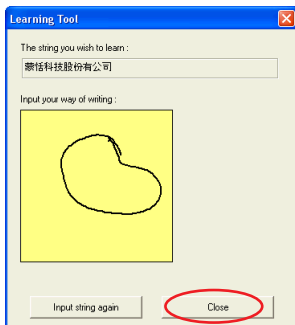 Learning Tool
The string you wish to learn :
蒙恬科技股份有公司
Input your way of writing :
Input string again
Close